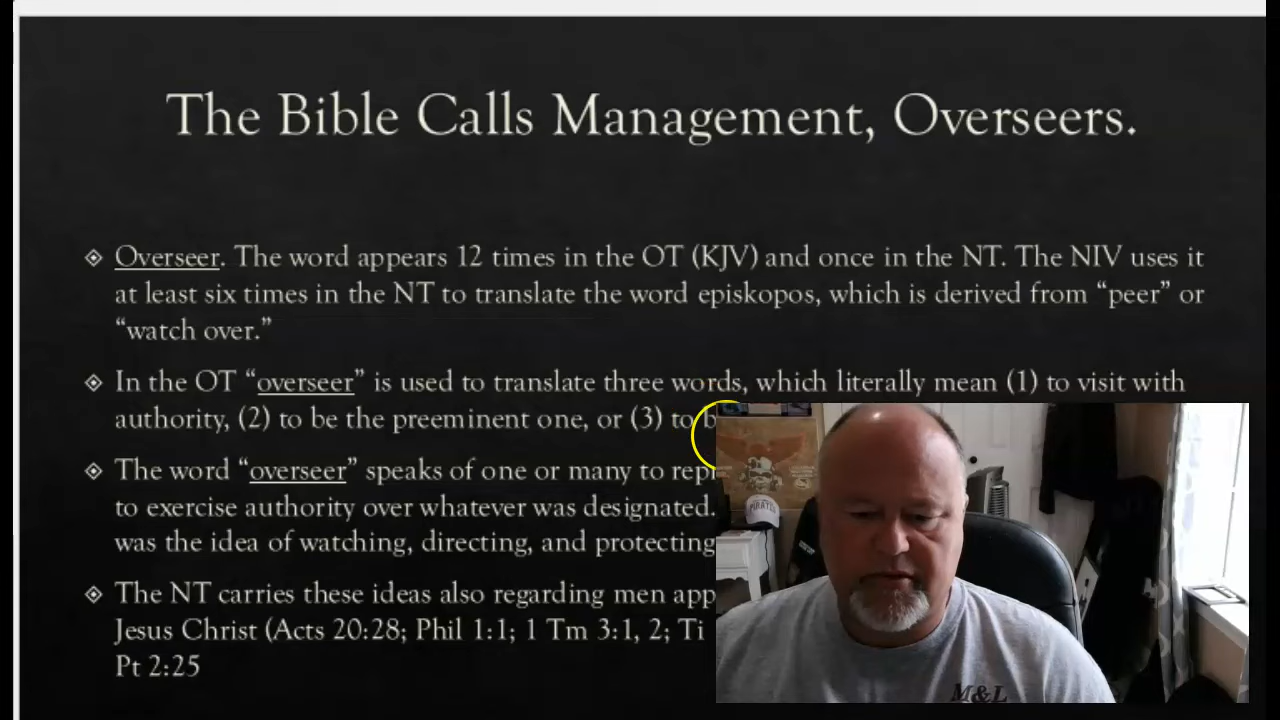 The Bible Calls Management, Overseers.
Overseer. The word appears 12 times in the OT (KJV) and once in the NT. The NIV uses it
at least six times in the NT to translate the word episkopos, which is derived from “peer” or
“watch over.”
In the OT “overseer” is used to translate three words, which literally mean (1) to visit with
authority, (2) to be the preeminent one, or (3) to
The word “overseer” speaks of one or many to
to exercise authority over whatever was designated.
was the idea of watching, directing, and protecting
The NT carries these ideas also regarding men
Jesus Christ (Acts 20:28; Phil 1:1; 1 Tm 3:1, 2; Ti
Pt 2:25
PIRATES
M&L